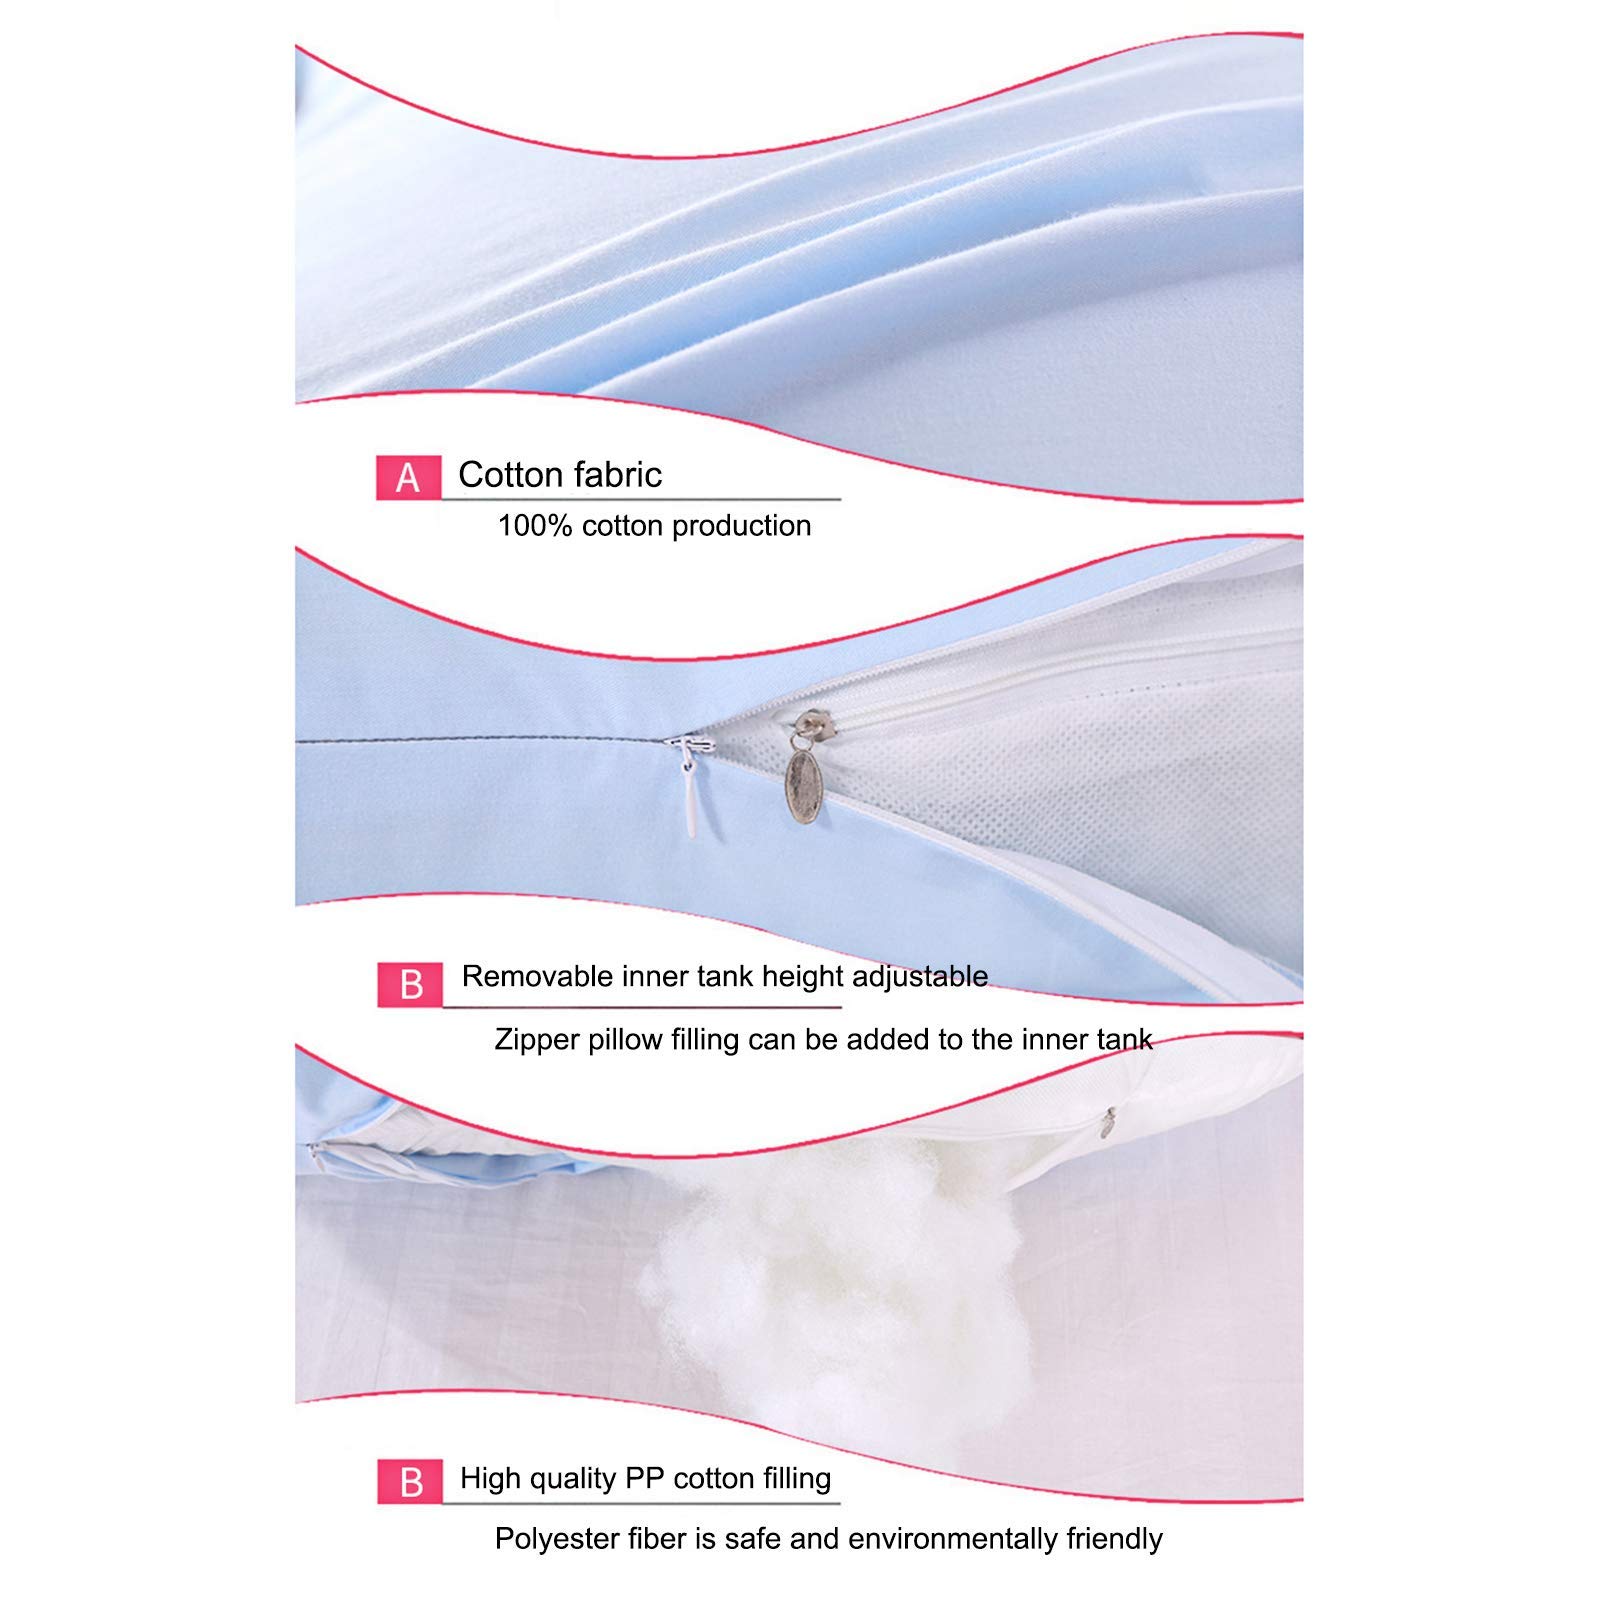 A Cotton fabric
100% cotton production
B Removable inner tank height adjustable
Zipper pillow filling can be added to the inner tank
B High quality PP cotton filling
Polyester fiber is safe and environmentally friendly